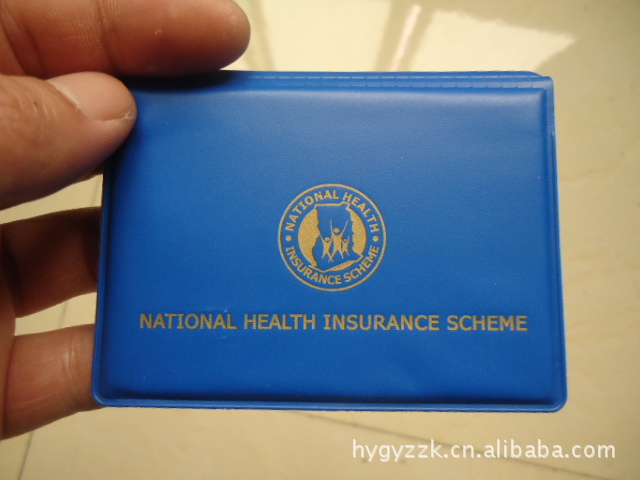 • NATIONAL HEALTH •
INSURANCE SCHEME
NATIONAL HEALTH INSURANCE SCHEME
hygyzzk.cn.alibaba.com